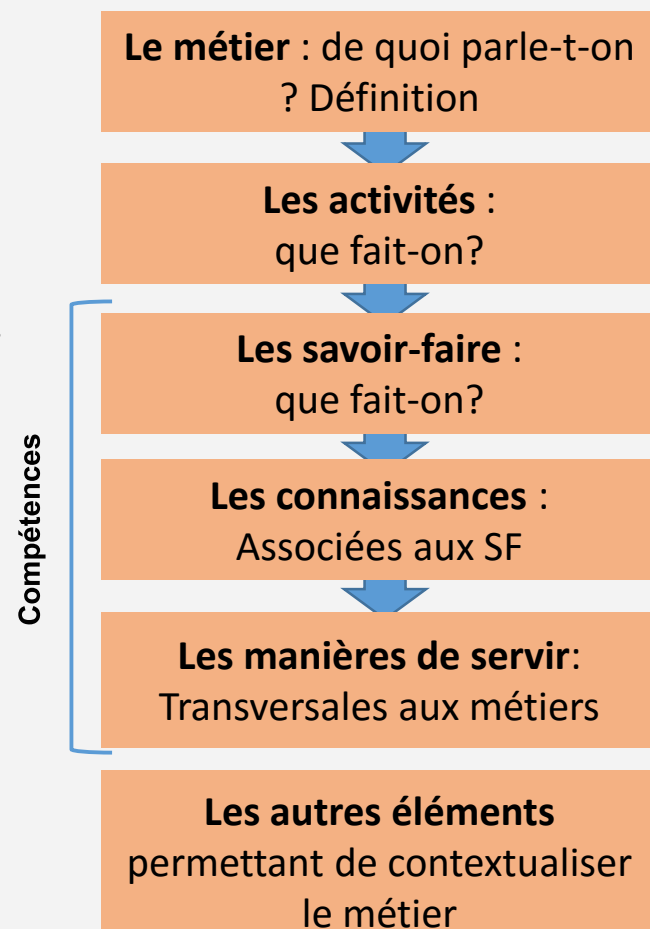 Le métier : de quoi parle-t-on
? Définition
Les activités :
que fait-on?
Compétences
Les savoir-faire :
que fait-on?
Les connaissances :
Associées aux SF
Les manières de servir:
Transversales aux métiers
Les autres éléments
permettant de contextualiser
le métier